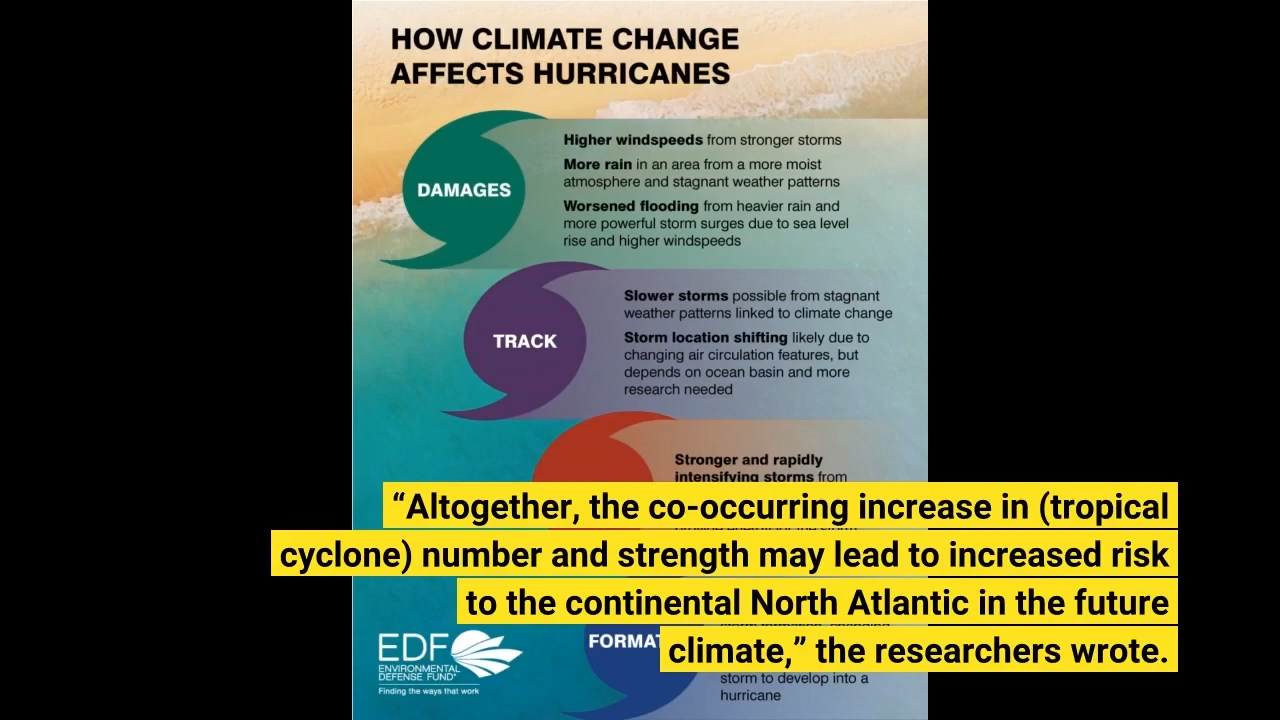 HOW CLIMATE CHANGE
AFFECTS HURRICANES
DAMAGES
Higher windspeeds from stronger storms
More rain in an area from a more moist
atmosphere and stagnant weather patterns
Worsened flooding from heavier rain and
more powerful storm surges due to sea level
rise and higher windspeeds
TRACK
Slower storms possible from stagnant
weather patterns linked to climate change
Storm location shifting likely due to
changing air circulation features, but
depends on ocean basin and more
research needed
Stronger and rapidly
intensifying storms from
“Altogether, the co-occurring increase in (tropical
cyclone) number and strength may lead to increased risk
to the continental North Atlantic in the future
climate,” the researchers wrote.
FORMAT
storm to develop into a
hurricane
EDF
ENVIRONMENTAL
DEFENSE FUND®
Finding the ways that work